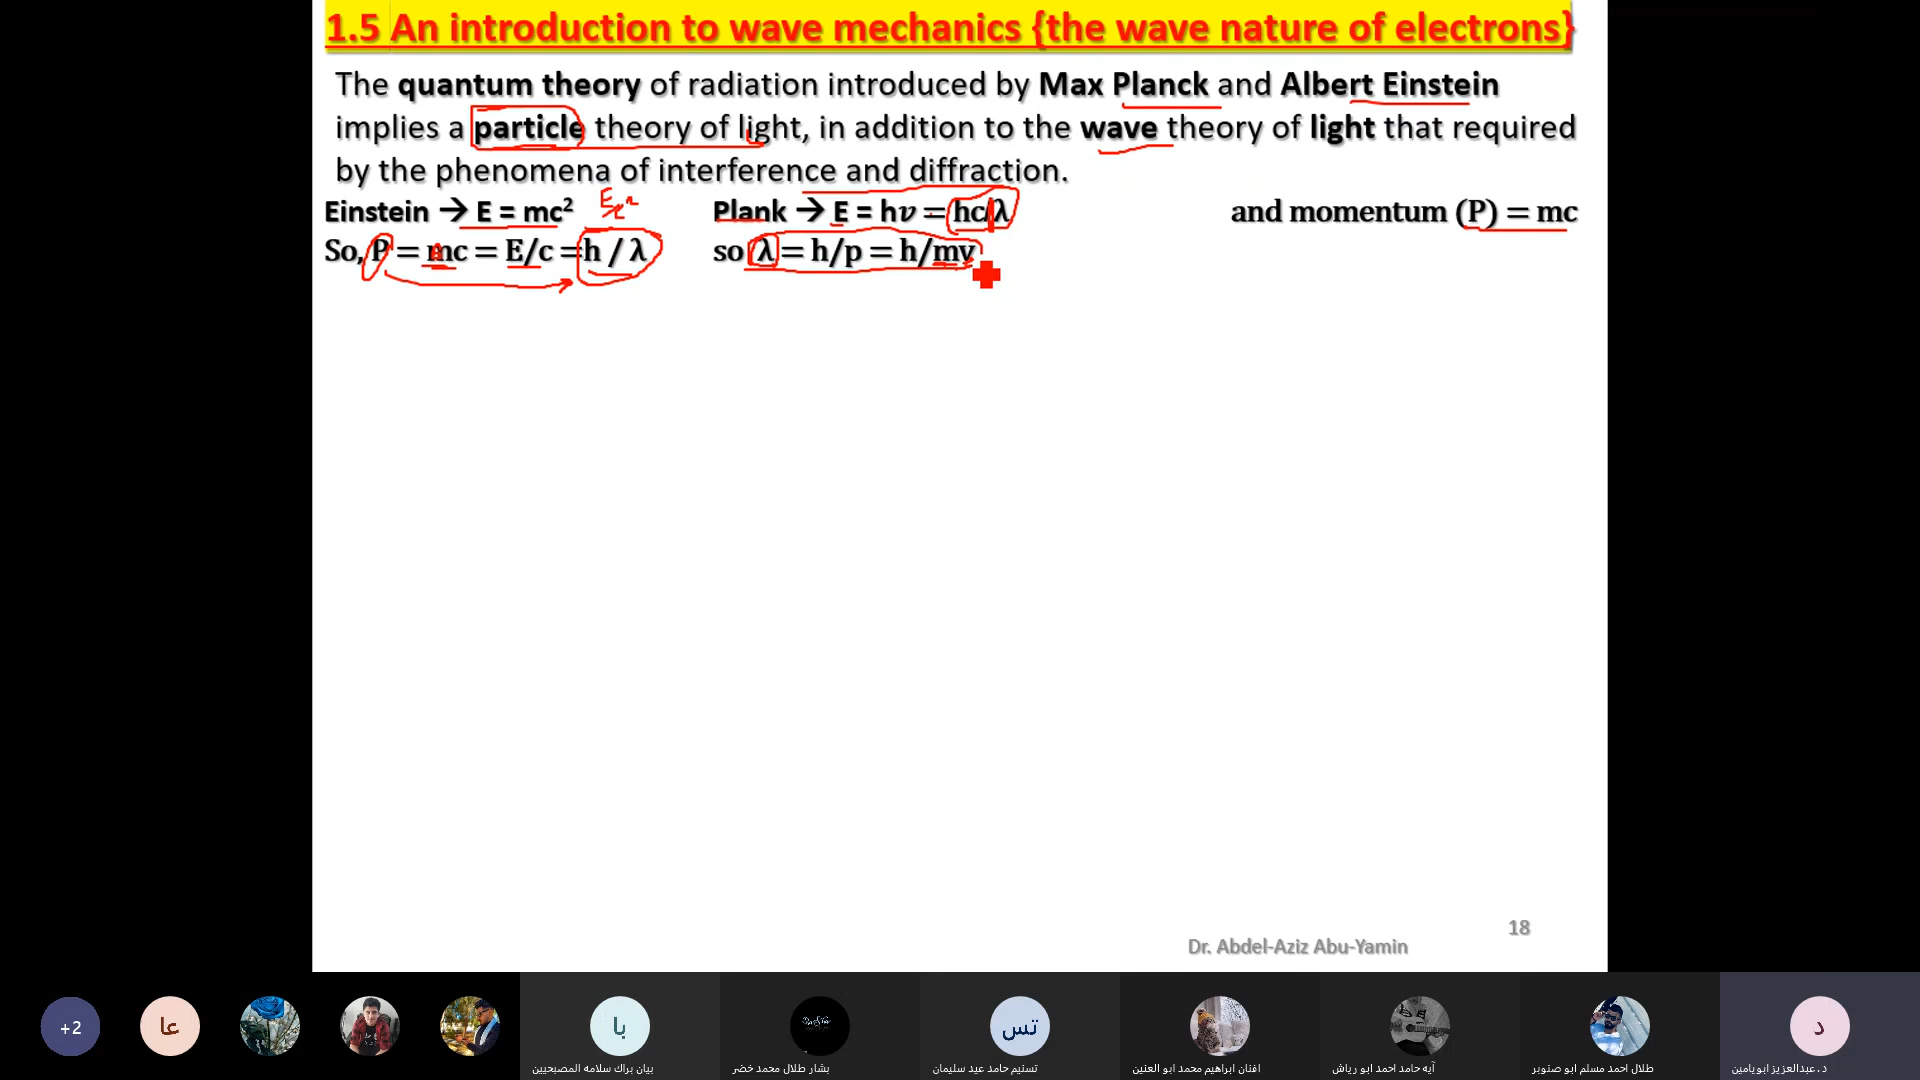 1.5 An introduction to wave mechanics {the wave nature of electrons}
The quantum theory of radiation introduced by Max Planck and Albert Einstein
implies a particle theory of light, in addition to the wave theory of light that required
by the phenomena of interference and diffraction.
Einstein → E = mc² Plank → E = hν = hc/λ and momentum (P) = mc
So, P = mc = E/c = h / λ so λ = h/p = h/mv
18
Dr. Abdel-Aziz Abu-Yamin
+2
عا
با
تس
د
بيان براك سلامه المصبحيين
بشار طلال محمد خضر
تسنيم حامد عيد سليمان
افنان ابراهيم محمد ابو العنين
آيه حامد احمد ابو رياش
طلال احمد مسلم ابو صنوبر
د.عبدالعزيز ابويامين